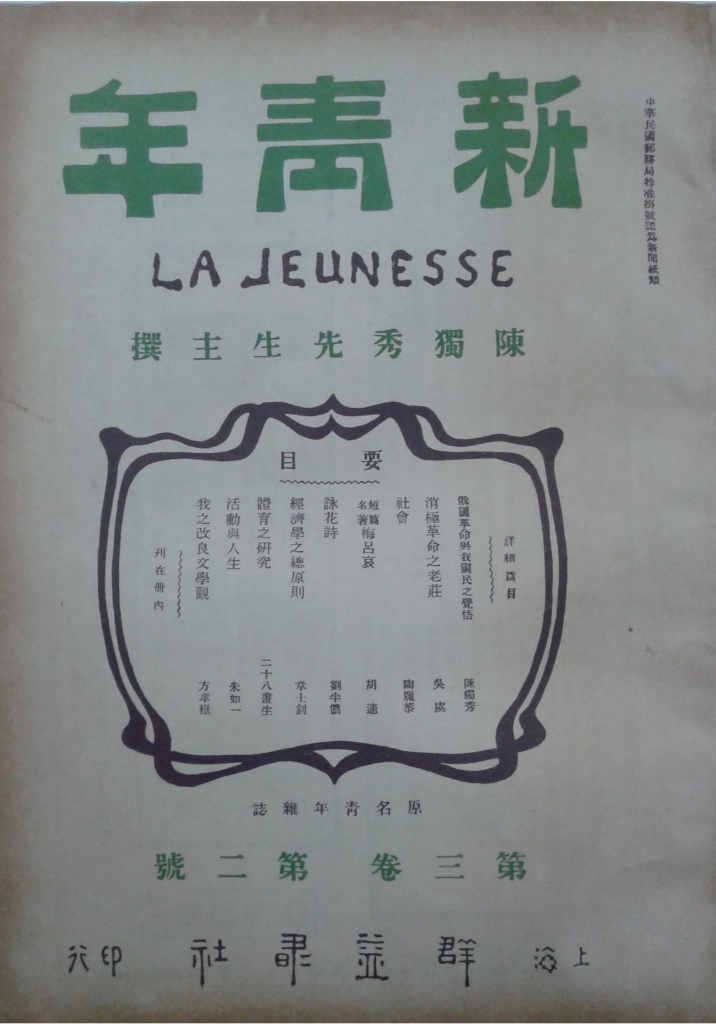 中華民國郵務局特准掛號認爲新聞紙類
新青年
LA JEUNESSE
陳獨秀先生主撰
要目
詳細篇目
俄國革命與我國民之覺悟 陳獨秀
消極革命之老莊 吳虞
社會 陶履恭
短篇名著 梅呂哀 胡適
詠花詩 劉半儂
經濟學之總原則 章士釗
體育之研究 二十八畫生
活動與人生 朱如一
我之改良文學觀 方孝嶽
刊在册內
原名青年雜誌
第三卷 第二號
上海 群益書社 印行